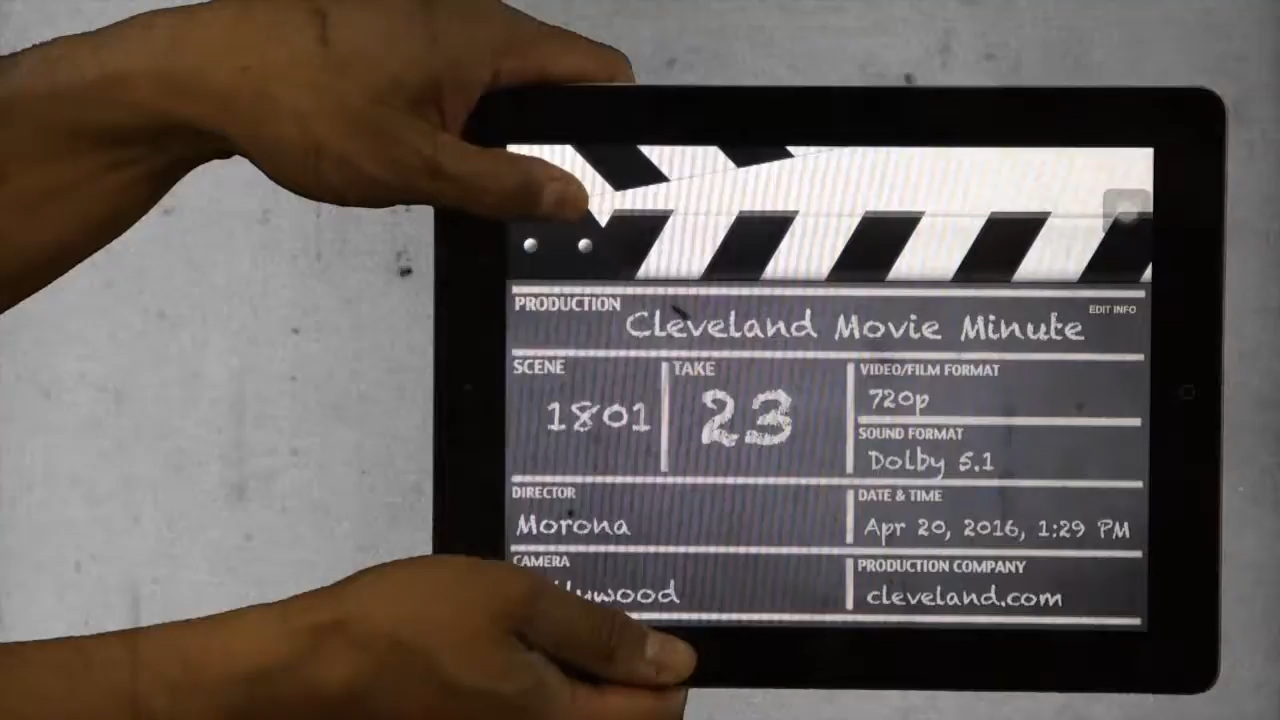 PRODUCTION
Cleveland Movie Minute
EDIT INFO
SCENE
1801
TAKE
23
VIDEO/FILM FORMAT
720p
SOUND FORMAT
Dolby 5.1
DIRECTOR
Morona
DATE & TIME
Apr 20, 2016, 1:29 PM
CAMERA
PRODUCTION COMPANY
cleveland.com